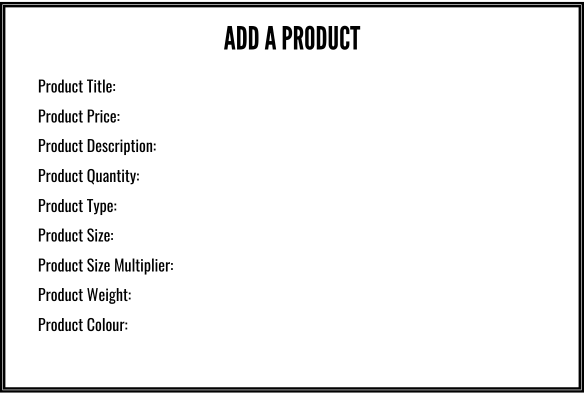 ADD A PRODUCT
Product Title:
Product Price:
Product Description:
Product Quantity:
Product Type:
Product Size:
Product Size Multiplier:
Product Weight:
Product Colour: